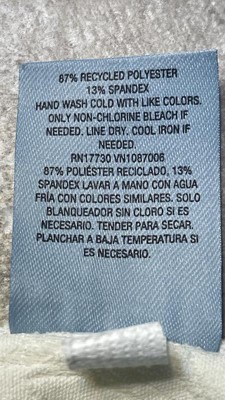 87% RECYCLED POLYESTER
13% SPANDEX
HAND WASH COLD WITH LIKE COLORS.
ONLY NON-CHLORINE BLEACH IF
NEEDED. LINE DRY. COOL IRON IF
NEEDED.
RN17730 VN1087006
87% POLIÉSTER RECICLADO, 13%
SPANDEX LAVAR A MANO CON AGUA
FRÍA CON COLORES SIMILARES. SOLO
BLANQUEADOR SIN CLORO SI ES
NECESARIO. TENDER PARA SECAR.
PLANCHAR A BAJA TEMPERATURA SI
ES NECESARIO.